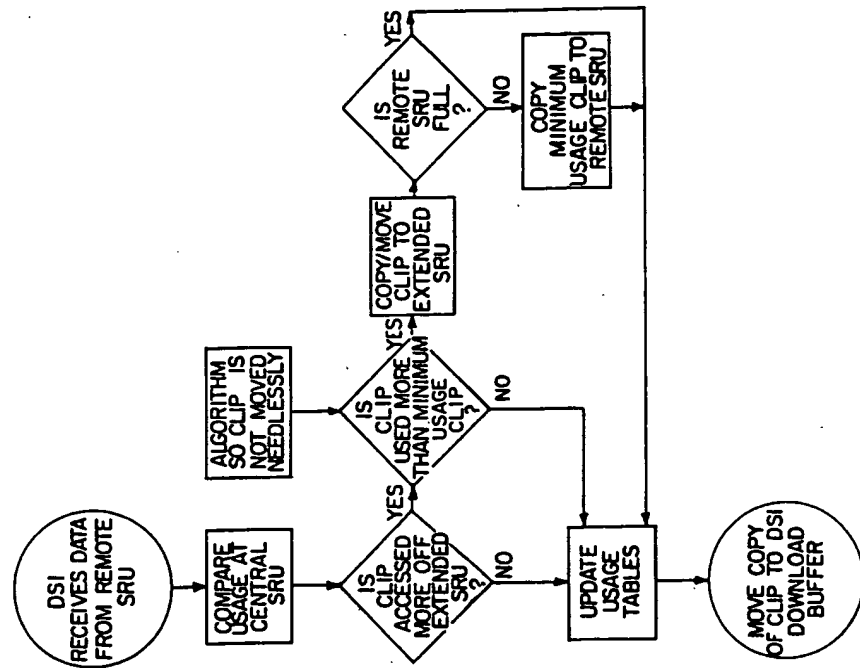 DSI
RECEIVES DATA
FROM REMOTE
SRU
COMPARE
USAGE AT
CENTRAL
SRU
IS
CLIP
ACCESSED
MORE OFF
EXTENDED
SRU
?
YES
NO
ALGORITHM
SO CLIP IS
NOT MOVED
NEEDLESSLY
IS
CLIP
USED MORE
THAN MINIMUM
USAGE
CLIP
?
YES
NO
COPY/MOVE
CLIP TO
EXTENDED
SRU
IS
REMOTE
SRU
FULL
?
YES
NO
COPY
MINIMUM
USAGE CLIP TO
REMOTE SRU
UPDATE
USAGE
TABLES
MOVE COPY
OF CLIP TO DSI
DOWNLOAD
BUFFER